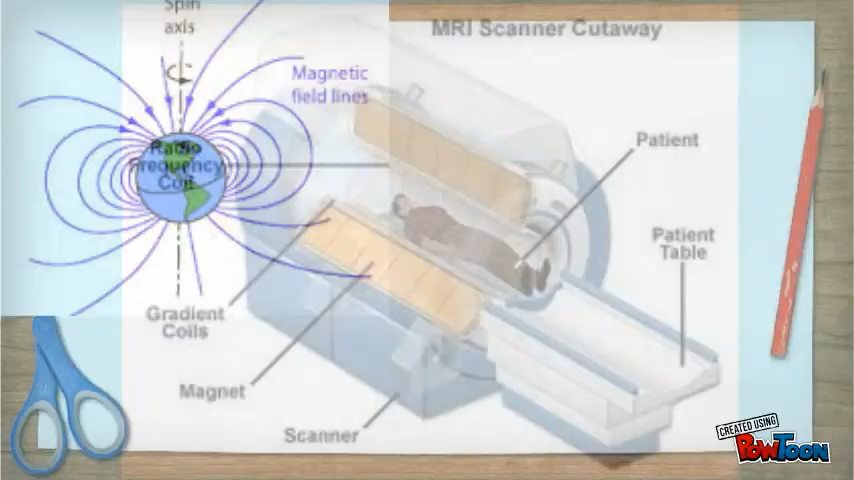 Spin
axis
MRI Scanner Cutaway
Magnetic
field lines
Radio
Frequency
Coil
Patient
Patient
Table
Gradient
Coils
Magnet
Scanner
CREATED USING
POWTOON